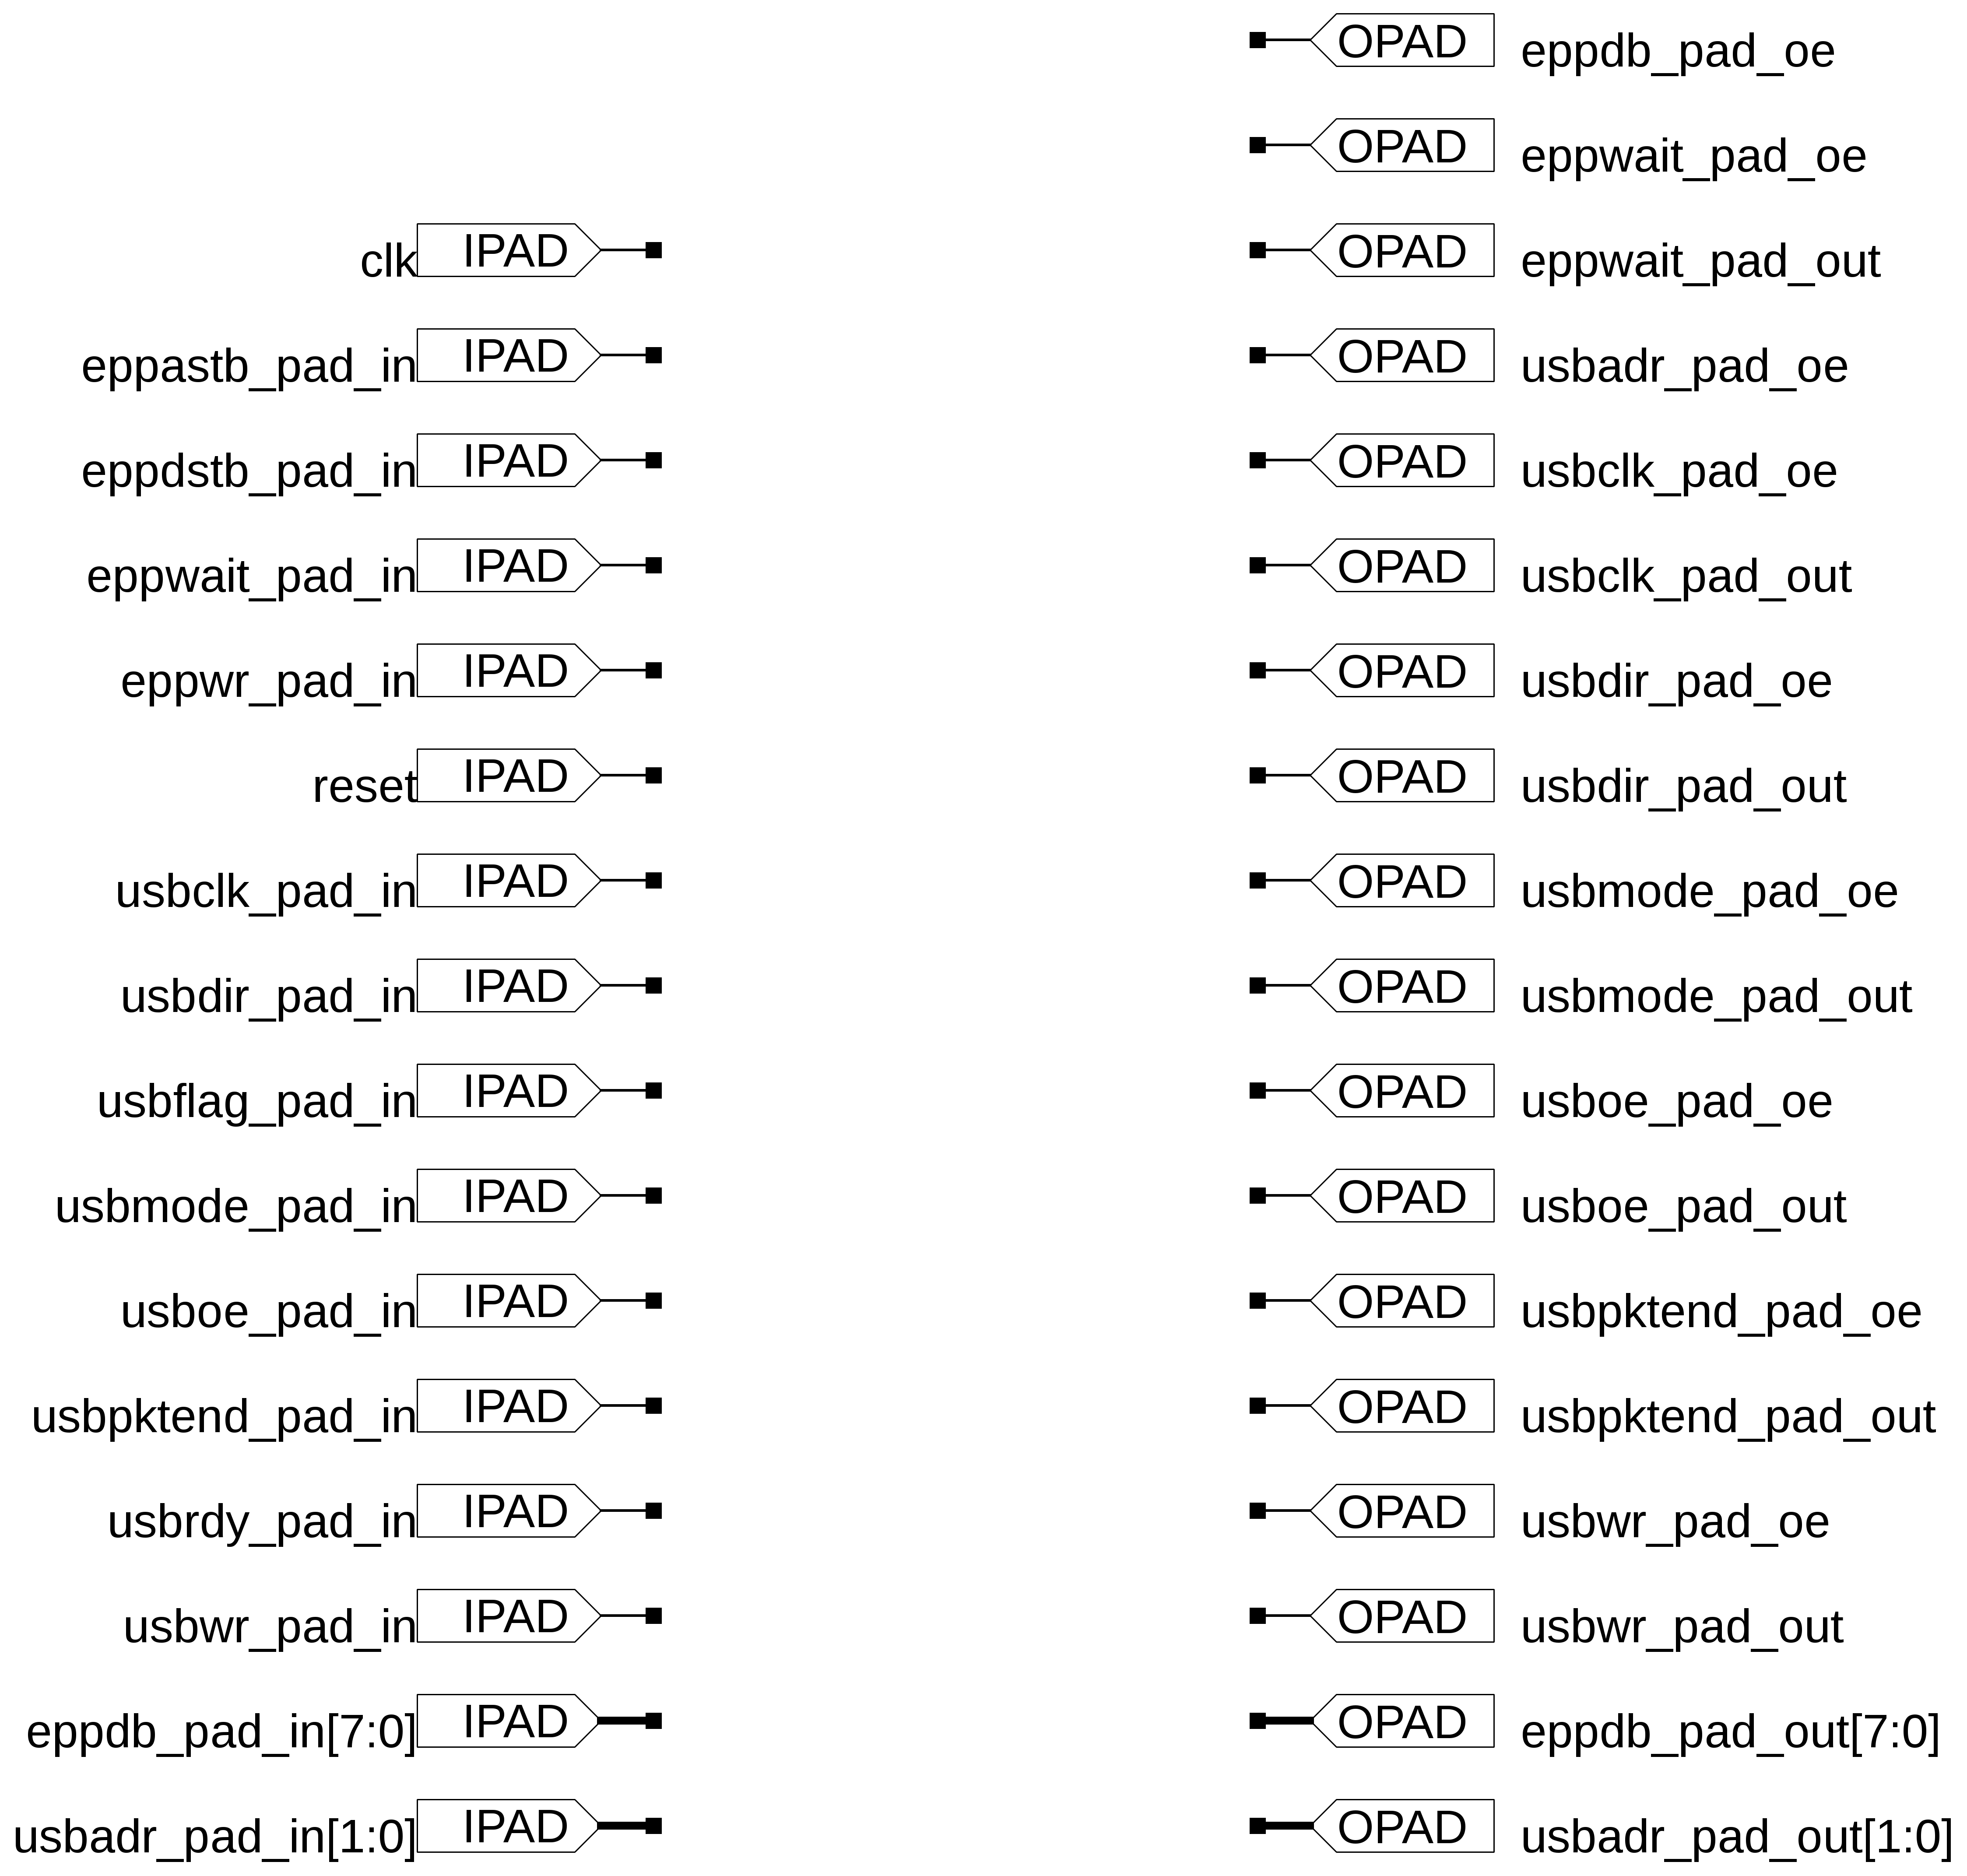 OPAD eppdb_pad_oe
OPAD eppwait_pad_oe
clk IPAD OPAD eppwait_pad_out
eppastb_pad_in IPAD OPAD usbadr_pad_oe
eppdstb_pad_in IPAD OPAD usbclk_pad_oe
eppwait_pad_in IPAD OPAD usbclk_pad_out
eppwr_pad_in IPAD OPAD usbdir_pad_oe
reset IPAD OPAD usbdir_pad_out
usbclk_pad_in IPAD OPAD usbmode_pad_oe
usbdir_pad_in IPAD OPAD usbmode_pad_out
usbflag_pad_in IPAD OPAD usboe_pad_oe
usbmode_pad_in IPAD OPAD usboe_pad_out
usboe_pad_in IPAD OPAD usbpktend_pad_oe
usbpktend_pad_in IPAD OPAD usbpktend_pad_out
usbrdy_pad_in IPAD OPAD usbwr_pad_oe
usbwr_pad_in IPAD OPAD usbwr_pad_out
eppdb_pad_in[7:0] IPAD OPAD eppdb_pad_out[7:0]
usbadr_pad_in[1:0] IPAD OPAD usbadr_pad_out[1:0]